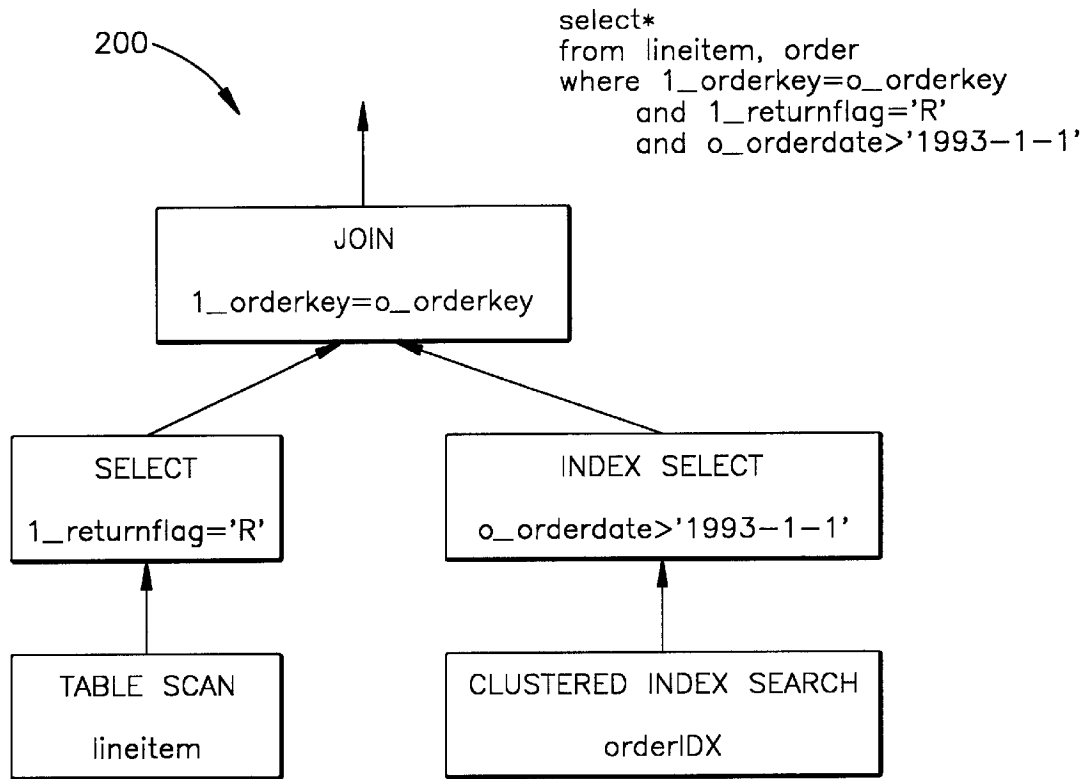 200
select*
from lineitem, order
where 1_orderkey=o_orderkey
and 1_returnflag='R'
and o_orderdate>'1993-1-1'
JOIN
1_orderkey=o_orderkey
SELECT
1_returnflag='R'
INDEX SELECT
o_orderdate>'1993-1-1'
TABLE SCAN
lineitem
CLUSTERED INDEX SEARCH
orderIDX